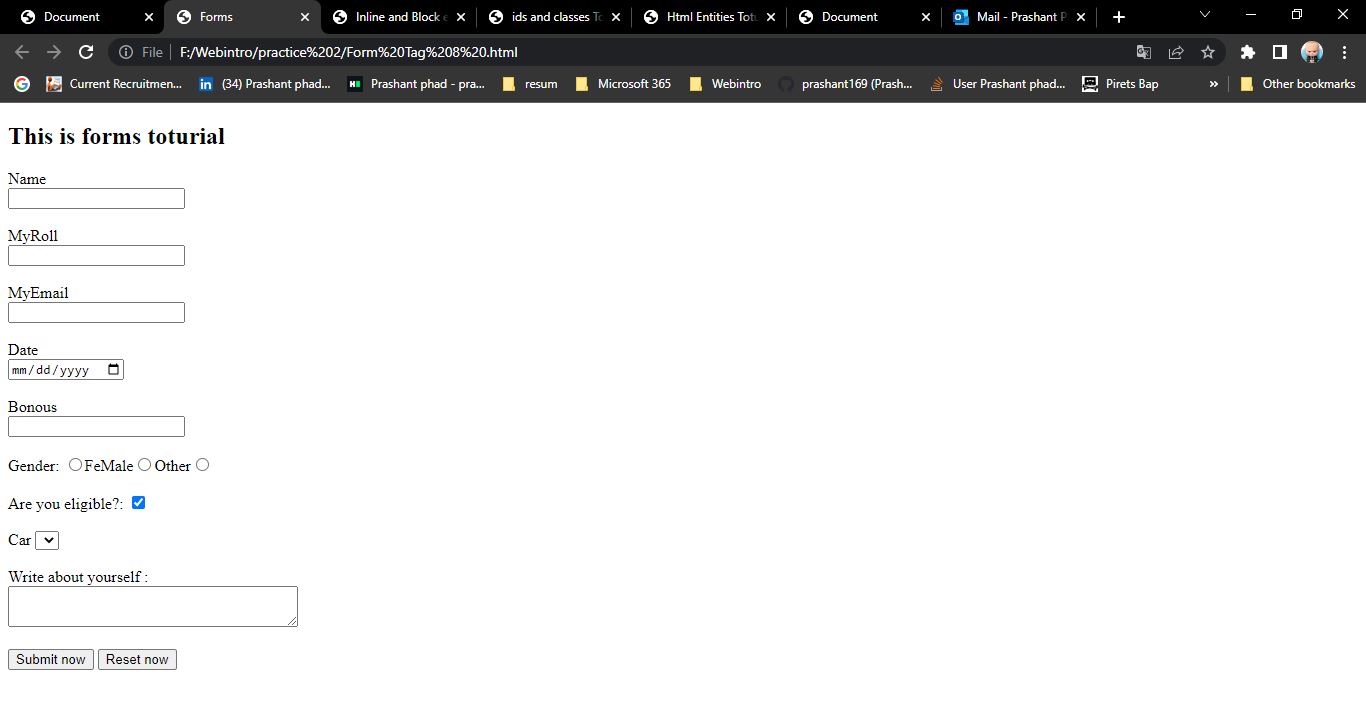 Document
Forms
Inline and Block e
ids and classes To
Html Entities Totu
Document
Mail - Prashant P
File
F:/Webintro/practice%202/Form%20Tag%208%20.html
Current Recruitmen...
(34) Prashant phad...
Prashant phad - pra...
resum
Microsoft 365
Webintro
prashant169 (Prash...
User Prashant phad...
Pirets Bap
»
Other bookmarks
This is forms toturial
Name
MyRoll
MyEmail
Date
mm/dd/yyyy
Bonous
Gender: FeMale Other
Are you eligible?:
Car
Write about yourself :
Submit now Reset now